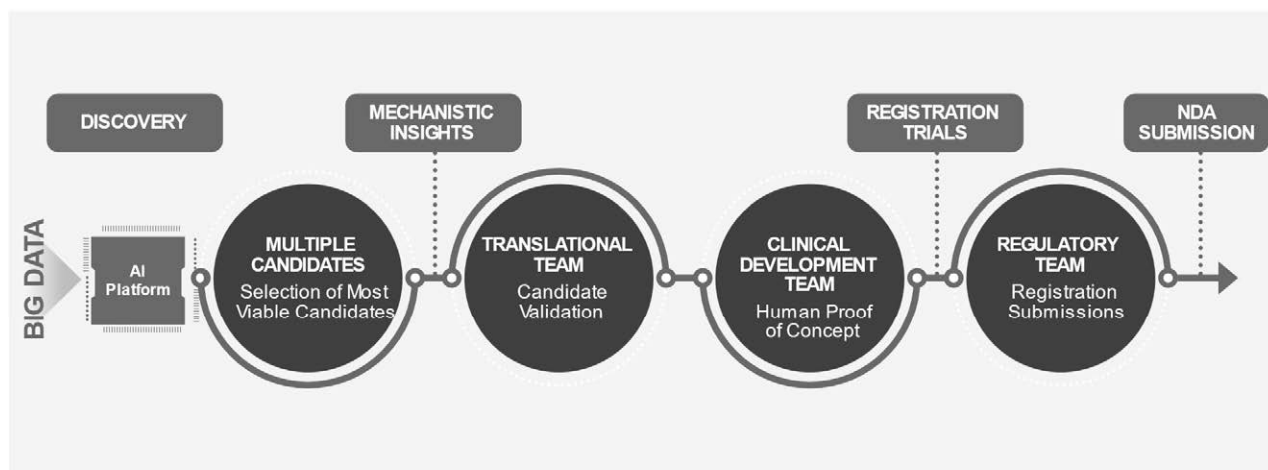 DISCOVERY
MECHANISTIC
INSIGHTS
REGISTRATION
TRIALS
NDA
SUBMISSION
BIG DATA
AI
Platform
MULTIPLE
CANDIDATES
Selection of Most
Viable Candidates
TRANSLATIONAL
TEAM
Candidate
Validation
CLINICAL
DEVELOPMENT
TEAM
Human Proof
of Concept
REGULATORY
TEAM
Registration
Submissions